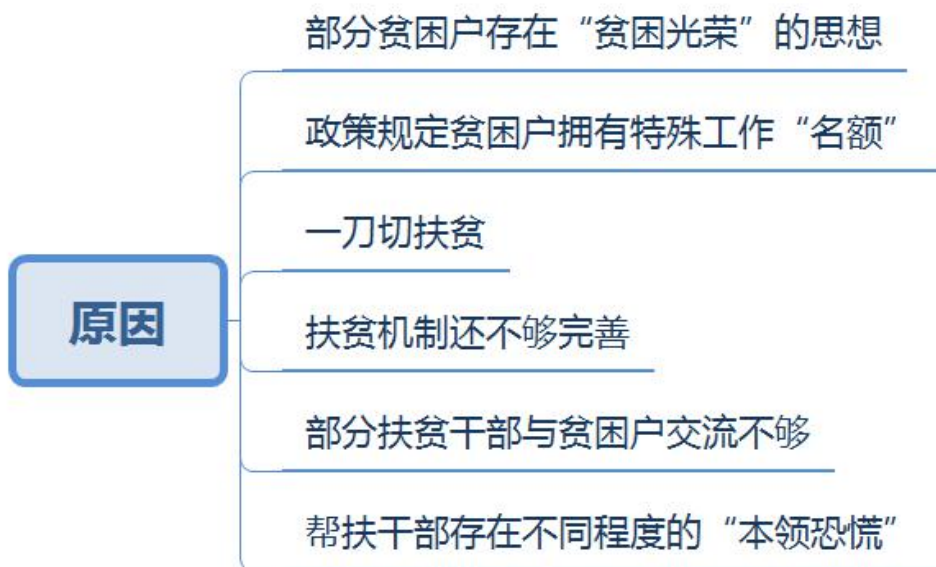 部分贫困户存在“贫困光荣”的思想
政策规定贫困户拥有特殊工作“名额”
一刀切扶贫
原因
扶贫机制还不够完善
部分扶贫干部与贫困户交流不够
帮扶干部存在不同程度的“本领恐慌”